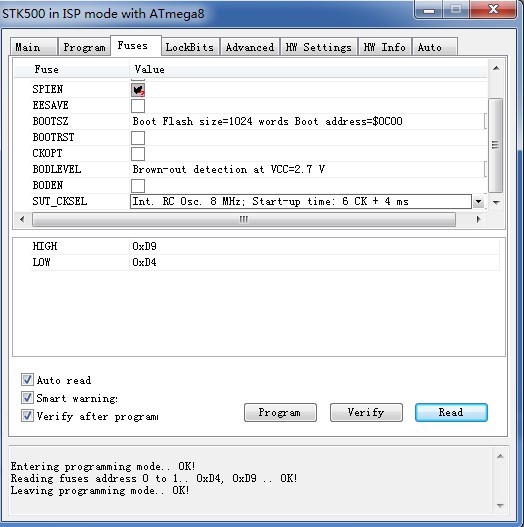 STK500 in ISP mode with ATmega8
Main Program Fuses LockBits Advanced HW Settings HW Info Auto
Fuse Value
SPIEN
EESAVE
BOOTSZ Boot Flash size=1024 words Boot address=$0C00
BOOTRST
CKOPT
BODLEVEL Brown-out detection at VCC=2.7 V
BODEN
SUT_CKSEL Int. RC Osc. 8 MHz; Start-up time: 6 CK + 4 ms
HIGH 0xD9
LOW 0xD4
Auto read
Smart warning:
Verify after program
Program Verify Read
Entering programming mode.. OK!
Reading fuses address 0 to 1.. 0xD4, 0xD9 .. OK!
Leaving programming mode.. OK!